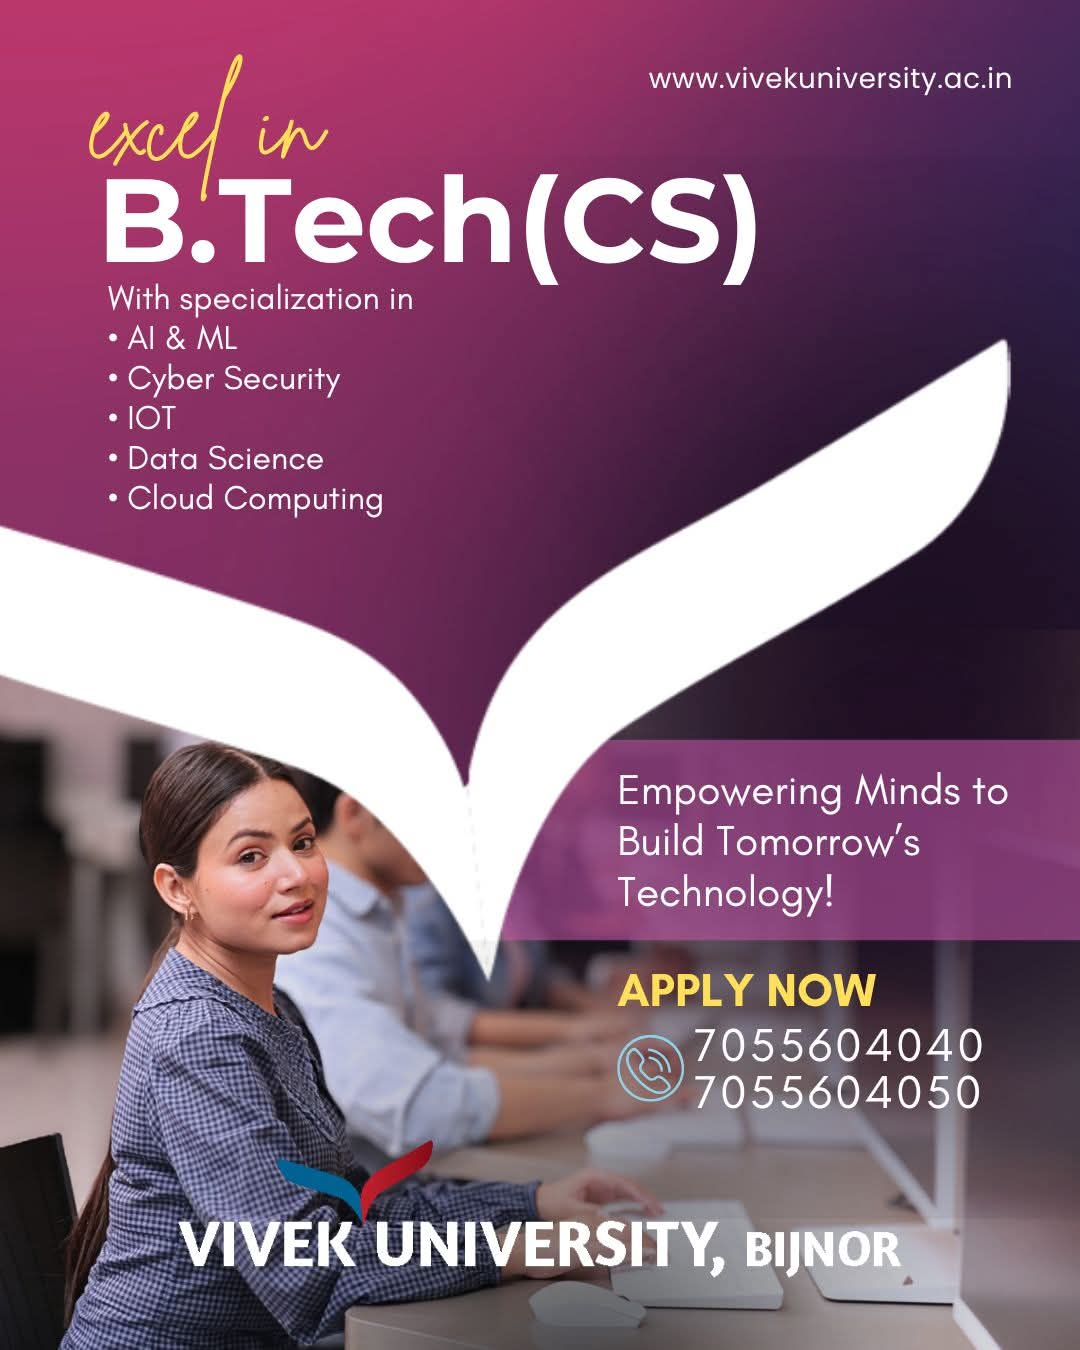 www.vivekuniversity.ac.in
excel in
B.Tech(CS)
With specialization in
• AI & ML
• Cyber Security
• IOT
• Data Science
• Cloud Computing
Empowering Minds to
Build Tomorrow’s
Technology!
APPLY NOW
7055604040
7055604050
VIVEK UNIVERSITY, BIJNOR